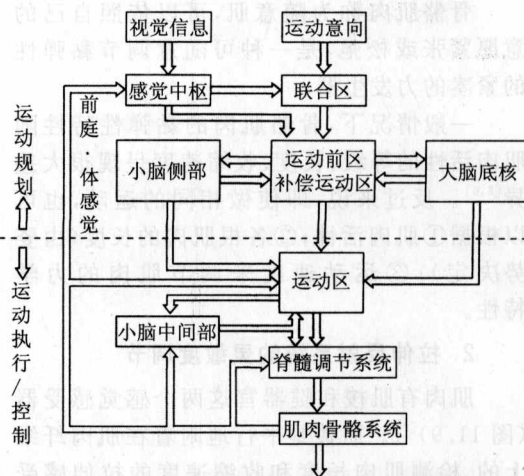 视觉信息
运动意向
感觉中枢
联合区
前庭
体感觉
运动规划
小脑侧部
运动前区
补偿运动区
大脑底核
运动区
运动执行/控制
小脑中间部
脊髓调节系统
肌肉骨骼系统